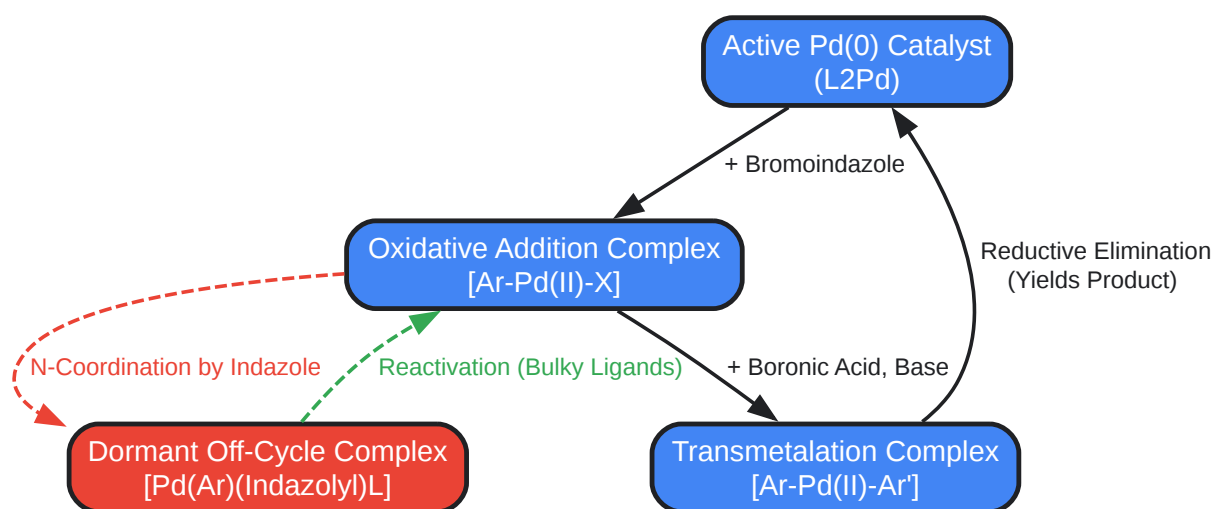 Active Pd(0) Catalyst
(L2Pd)
+ Bromoindazole
Oxidative Addition Complex
[Ar-Pd(II)-X]
Reductive Elimination
(Yields Product)
N-Coordination by Indazole
Reactivation (Bulky Ligands)
+ Boronic Acid, Base
Dormant Off-Cycle Complex
[Pd(Ar)(Indazolyl)L]
Transmetalation Complex
[Ar-Pd(II)-Ar']